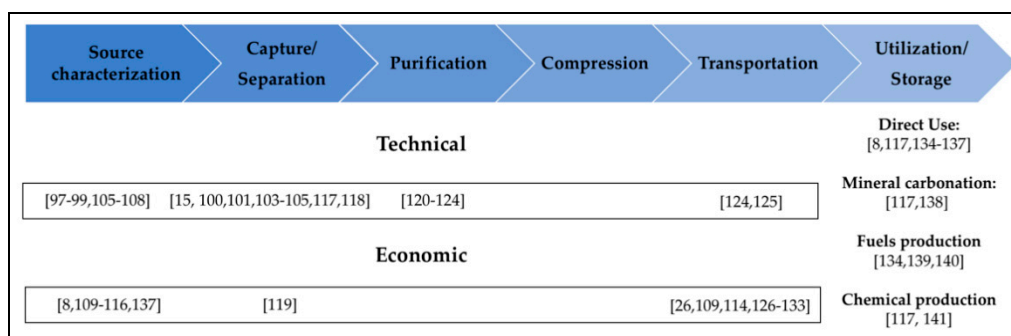 Source
characterization
Capture/
Separation
Purification
Compression
Transportation
Utilization/
Storage
Technical
[97-99,105-108]
[15, 100,101,103-105,117,118]
[120-124]
[124,125]
Economic
[8,109-116,137]
[119]
[26,109,114,126-133]
Direct Use:
[8,117,134-137]
Mineral carbonation:
[117,138]
Fuels production
[134,139,140]
Chemical production
[117, 141]